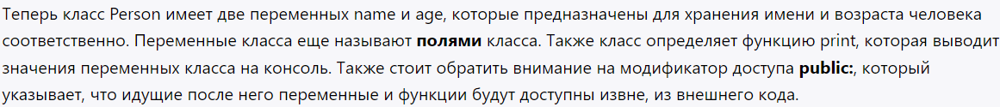 Теперь класс Person имеет две переменных name и age, которые предназначены для хранения имени и возраста человека
соответственно. Переменные класса еще называют полями класса. Также класс определяет функцию print, которая выводит
значения переменных класса на консоль. Также стоит обратить внимание на модификатор доступа public:, который
указывает, что идущие после него переменные и функции будут доступны извне, из внешнего кода.